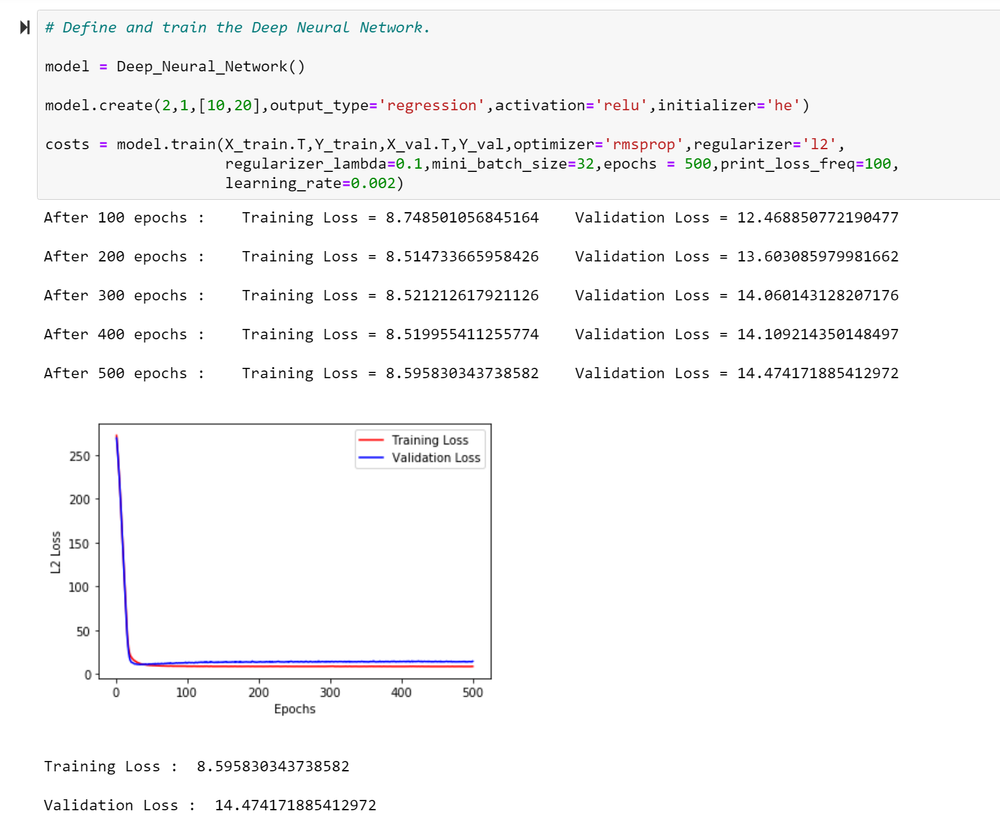 # Define and train the Deep Neural Network.
model = Deep_Neural_Network()
model.create(2,1,[10,20],output_type='regression',activation='relu',initializer='he')
costs = model.train(X_train.T,Y_train,X_val.T,Y_val,optimizer='rmsprop',regularizer='l2',
regularizer_lambda=0.1,mini_batch_size=32,epochs = 500,print_loss_freq=100,
learning_rate=0.002)
After 100 epochs : Training Loss = 8.748501056845164 Validation Loss = 12.468850772190477
After 200 epochs : Training Loss = 8.514733665958426 Validation Loss = 13.603085979981662
After 300 epochs : Training Loss = 8.521212617921126 Validation Loss = 14.060143128207176
After 400 epochs : Training Loss = 8.519955411255774 Validation Loss = 14.109214350148497
After 500 epochs : Training Loss = 8.595830343738582 Validation Loss = 14.474171885412972
Training Loss
Validation Loss
250
200
150
100
50
0
L2 Loss
0 100 200 300 400 500
Epochs
Training Loss : 8.595830343738582
Validation Loss : 14.474171885412972